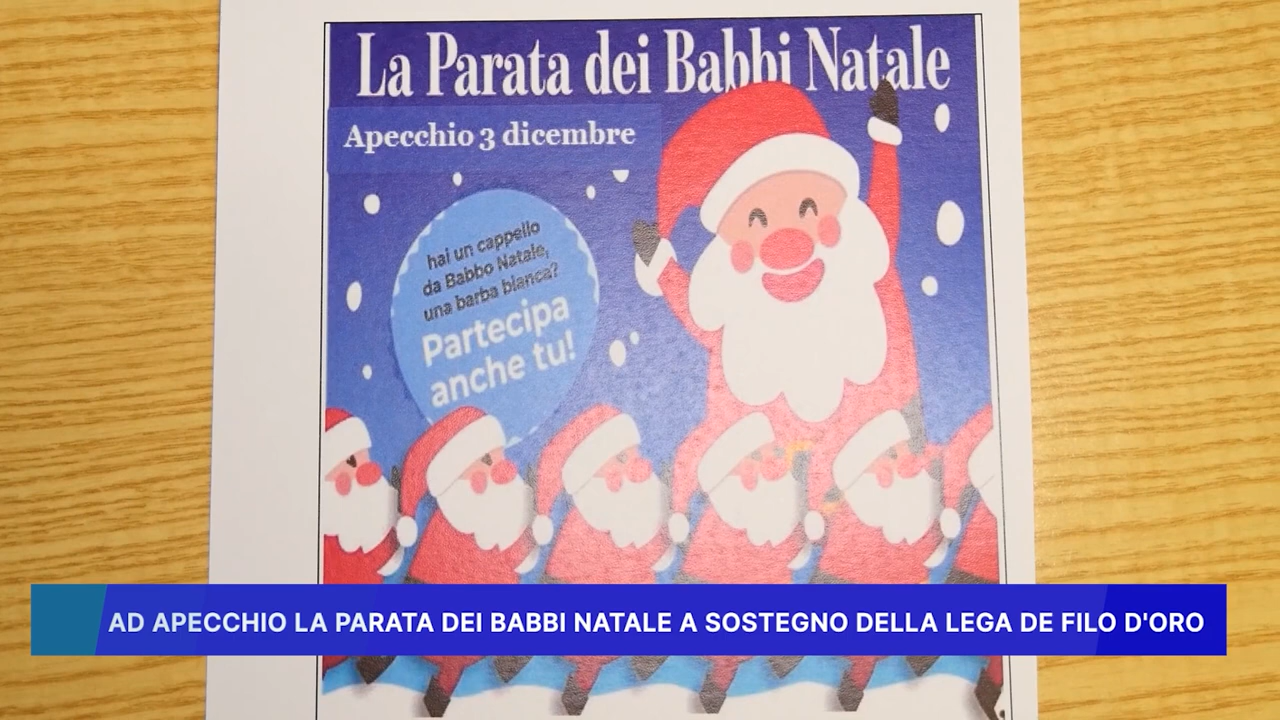 La Parata dei Babbi Natale
Apecchio 3 dicembre
hai un cappello
da Babbo Natale,
una barba bianca?
Partecipa
anche tu!
AD APECCHIO LA PARATA DEI BABBI NATALE A SOSTEGNO DELLA LEGA DE FILO D'ORO